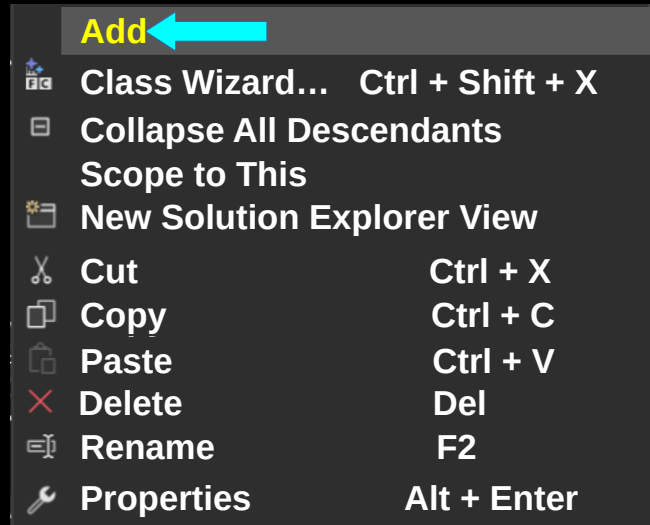 Add
Class Wizard... Ctrl + Shift + X
Collapse All Descendants
Scope to This
New Solution Explorer View
Cut Ctrl + X
Copy Ctrl + C
Paste Ctrl + V
Delete Del
Rename F2
Properties Alt + Enter